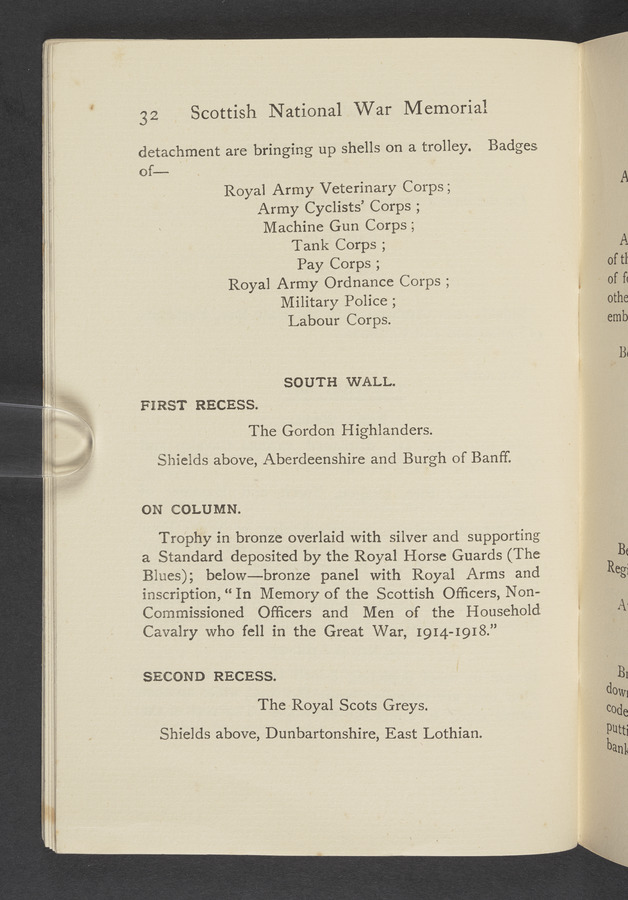 32 Scottish National War Memorial
detachment are bringing up shells on a trolley. Badges
of—
Royal Army Veterinary Corps;
Army Cyclists' Corps ;
Machine Gun Corps ;
Tank Corps ;
Pay Corps ;
Royal Army Ordnance Corps ;
Military Police ;
Labour Corps.
SOUTH WALL.
FIRST RECESS.
The Gordon Highlanders.
Shields above, Aberdeenshire and Burgh of Banff.
ON COLUMN.
Trophy in bronze overlaid with silver and supporting
a Standard deposited by the Royal Horse Guards (The
Blues); below—bronze panel with Royal Arms and
inscription, " In Memory of the Scottish Officers, Non-
Commissioned Officers and Men of the Household
Cavalry who fell in the Great War, 1914-1918."
SECOND RECESS.
The Royal Scots Greys.
Shields above, Dunbartonshire, East Lothian.